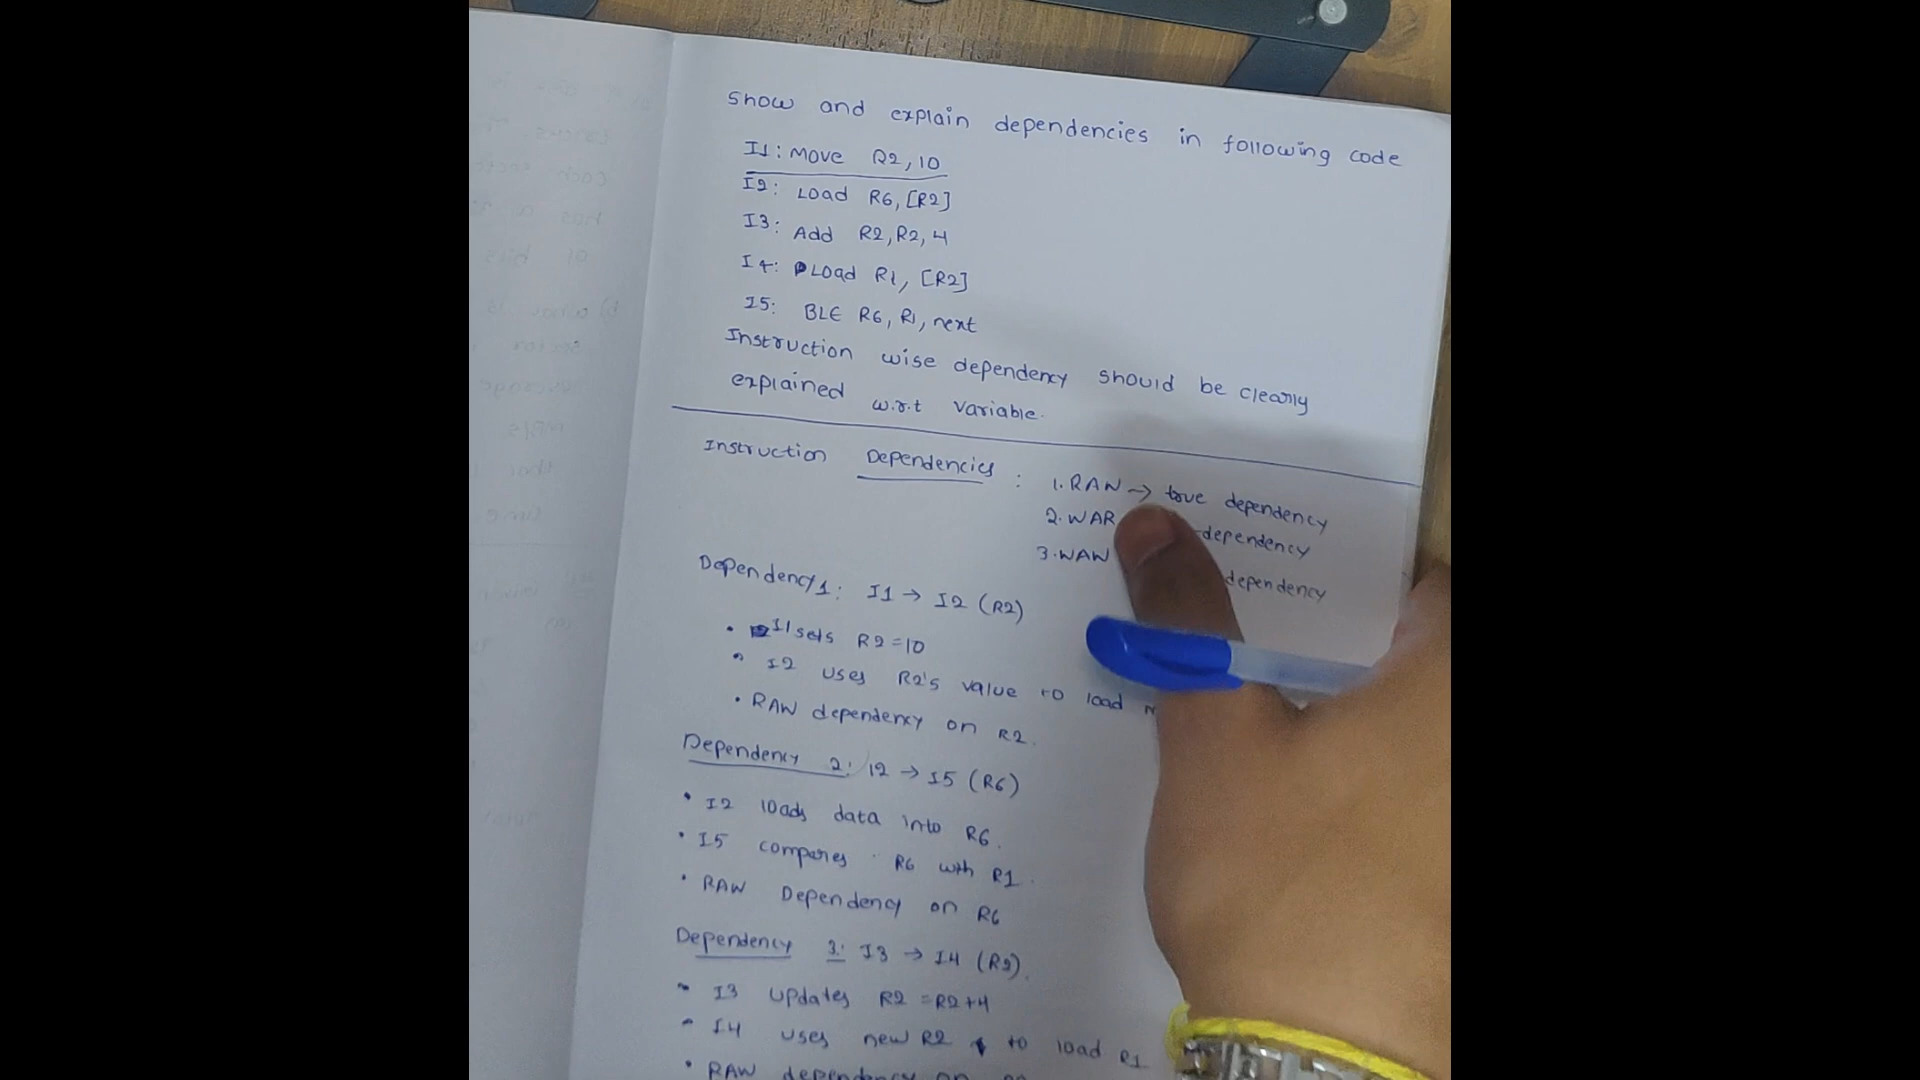 Show and explain dependencies in following code
I1: Move R2, 10
I2: Load R6, [R2]
I3: Add R2, R2, 4
I4: Load R1, [R2]
I5: BLE R6, R1, next
Instruction wise dependency should be clearly
explained w.r.t variable.
Instruction Dependencies : 1. RAW → true dependency
2. WAR -dependency
3. WAW dependency
Dependency 1: I1 → I2 (R2)
• I1 sets R2 = 10
• I2 uses R2's value to load
• RAW dependency on R2.
Dependency 2: I2 → I5 (R6)
• I2 loads data into R6.
• I5 compares R6 with R1.
• RAW Dependency on R6
Dependency 3: I3 → I4 (R2)
• I3 updates R2 = R2+4
• I4 uses new R2 to load R1
• RAW dependency on